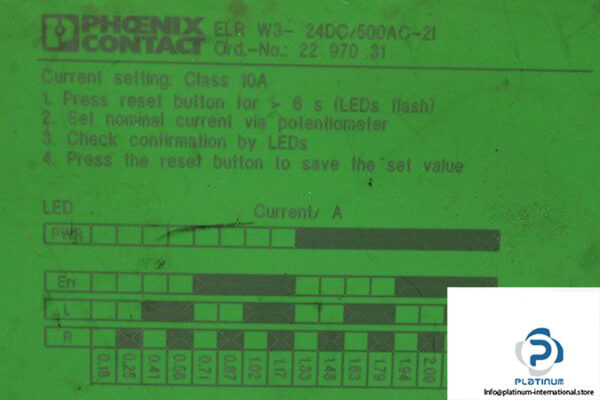 PHOENIX CONTACT
ELR W3- 24DC/500AC-2I
Ord.-No.: 22 970 31
Current setting: Class 10A
1. Press reset button for > 6 s (LEDs flash)
2. Set nominal current via potentiometer
3. Check confirmation by LEDs
4. Press the reset button to save the set value
LED Current/ A
PWR
Err
L
R
0.18 0.25 0.41 0.56 0.71 0.87 1.02 1.17 1.33 1.48 1.63 1.79 1.94 2.09
PLATINUM
Info@platinum-international.store